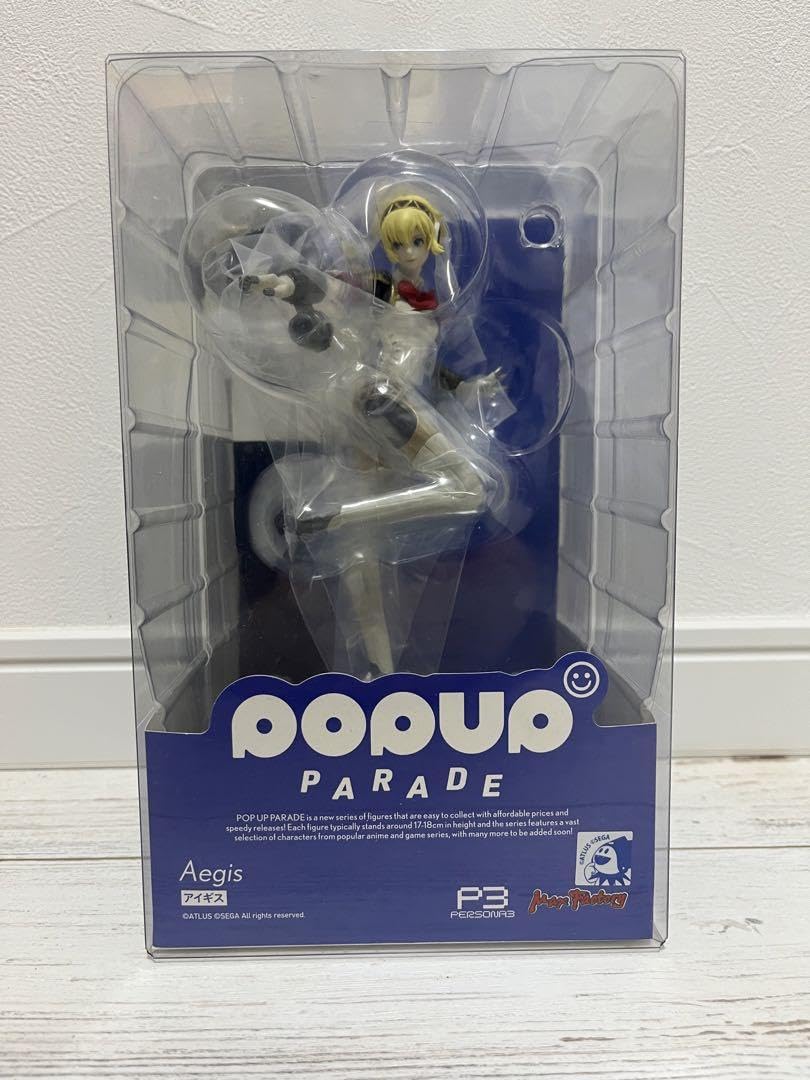 POPUP
PARADE
POP UP PARADE is a new series of figures that are easy to collect with affordable prices and
speedy releases! Each figure typically stands around 17-18cm in height and the series features a vast
selection of characters from popular anime and game series, with many more to be added soon!
Aegis
アイギス
©ATLUS ©SEGA All rights reserved.
P3
PERSONA3
Max Factory
©ATLUS ©SEGA